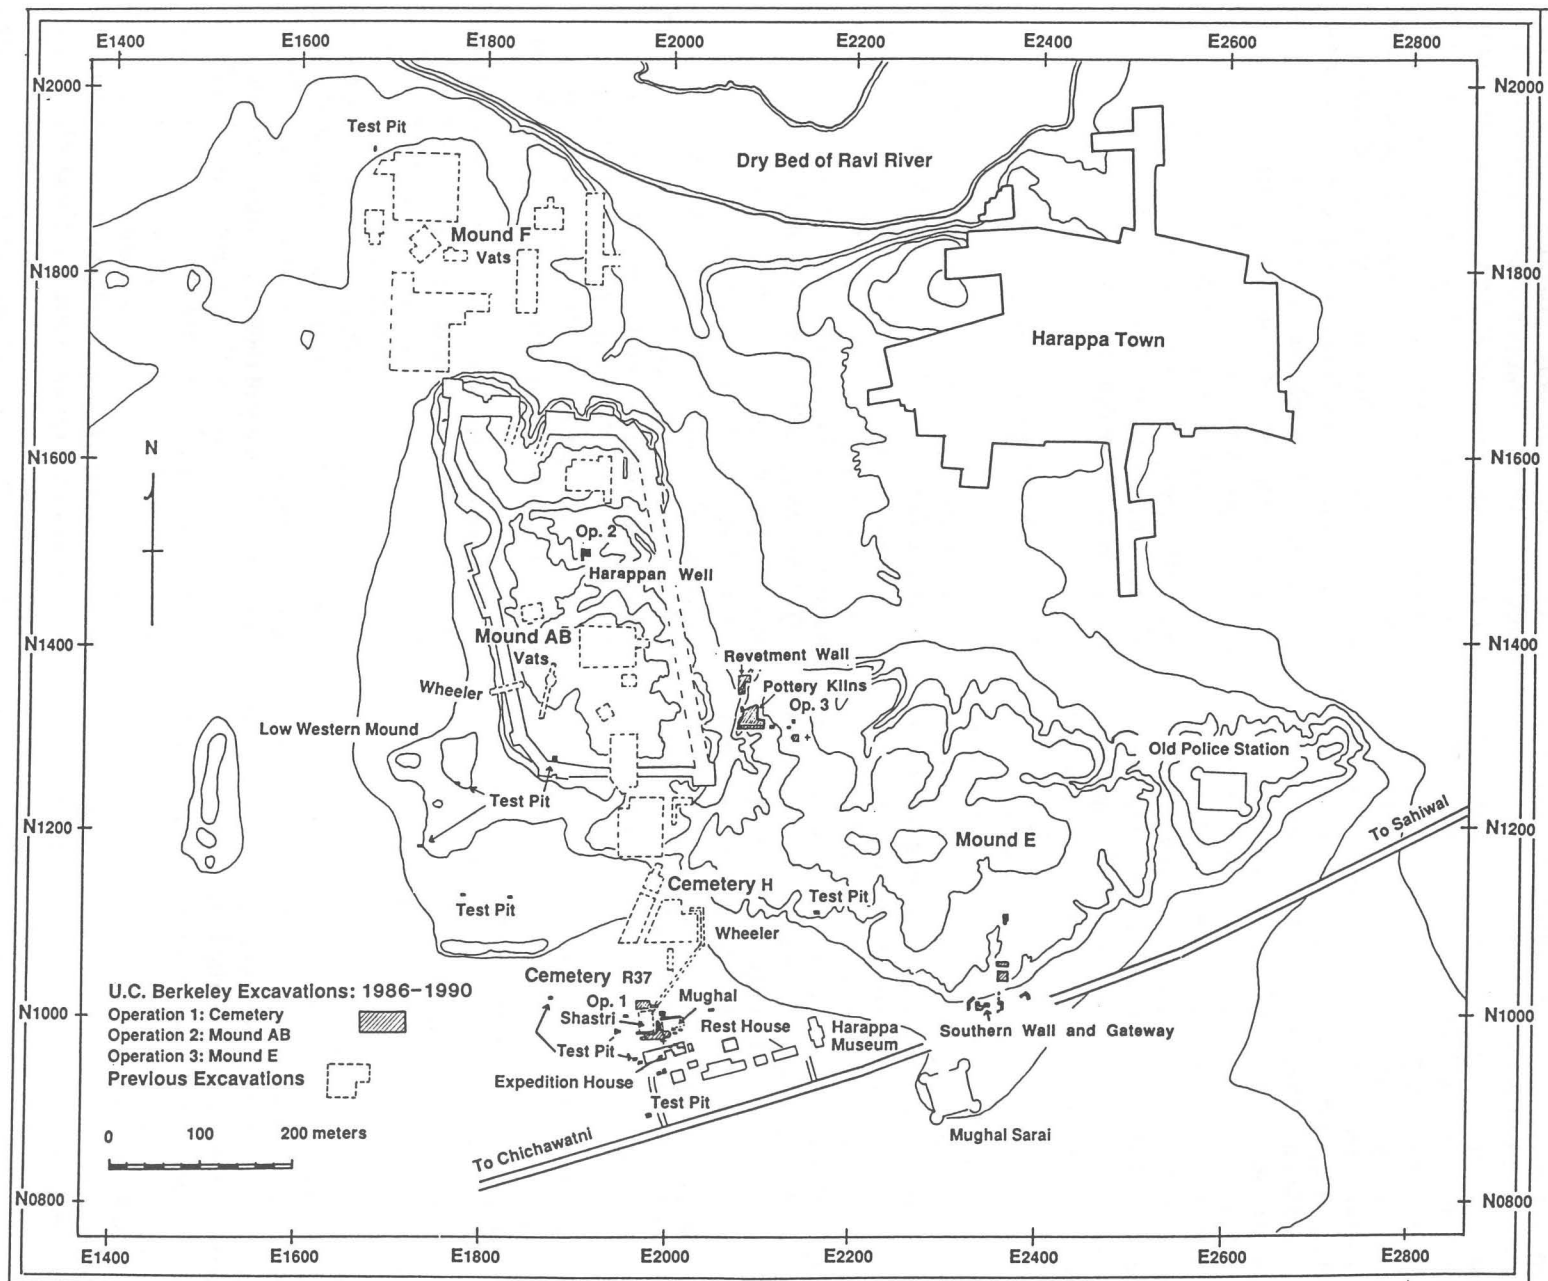 E1400 E1600 E1800 E2000 E2200 E2400 E2600 E2800
N2000 N2000
Test Pit
Dry Bed of Ravi River
Mound F
Vats
N1800 N1800
Harappa Town
N
N1600 N1600
Op. 2
Harappan Well
Mound AB
N1400 N1400
Revetment Wall
Vats
Wheeler
Pottery Kilns
Op. 3
Low Western Mound
Old Police Station
Test Pit
To Sahiwal
N1200 N1200
Mound E
Cemetery H
Test Pit
Test Pit
Wheeler
Cemetery R37
U.C. Berkeley Excavations: 1986–1990
Op. 1
Mughal
Operation 1: Cemetery
Shastri
N1000 N1000
Rest House
Harappa
Museum
Southern Wall and Gateway
Operation 2: Mound AB
Test Pit
Operation 3: Mound E
Previous Excavations
Expedition House
Test Pit
To Chichawatni
Mughal Sarai
0 100 200 meters
N0800 N0800
E1400 E1600 E1800 E2000 E2200 E2400 E2600 E2800